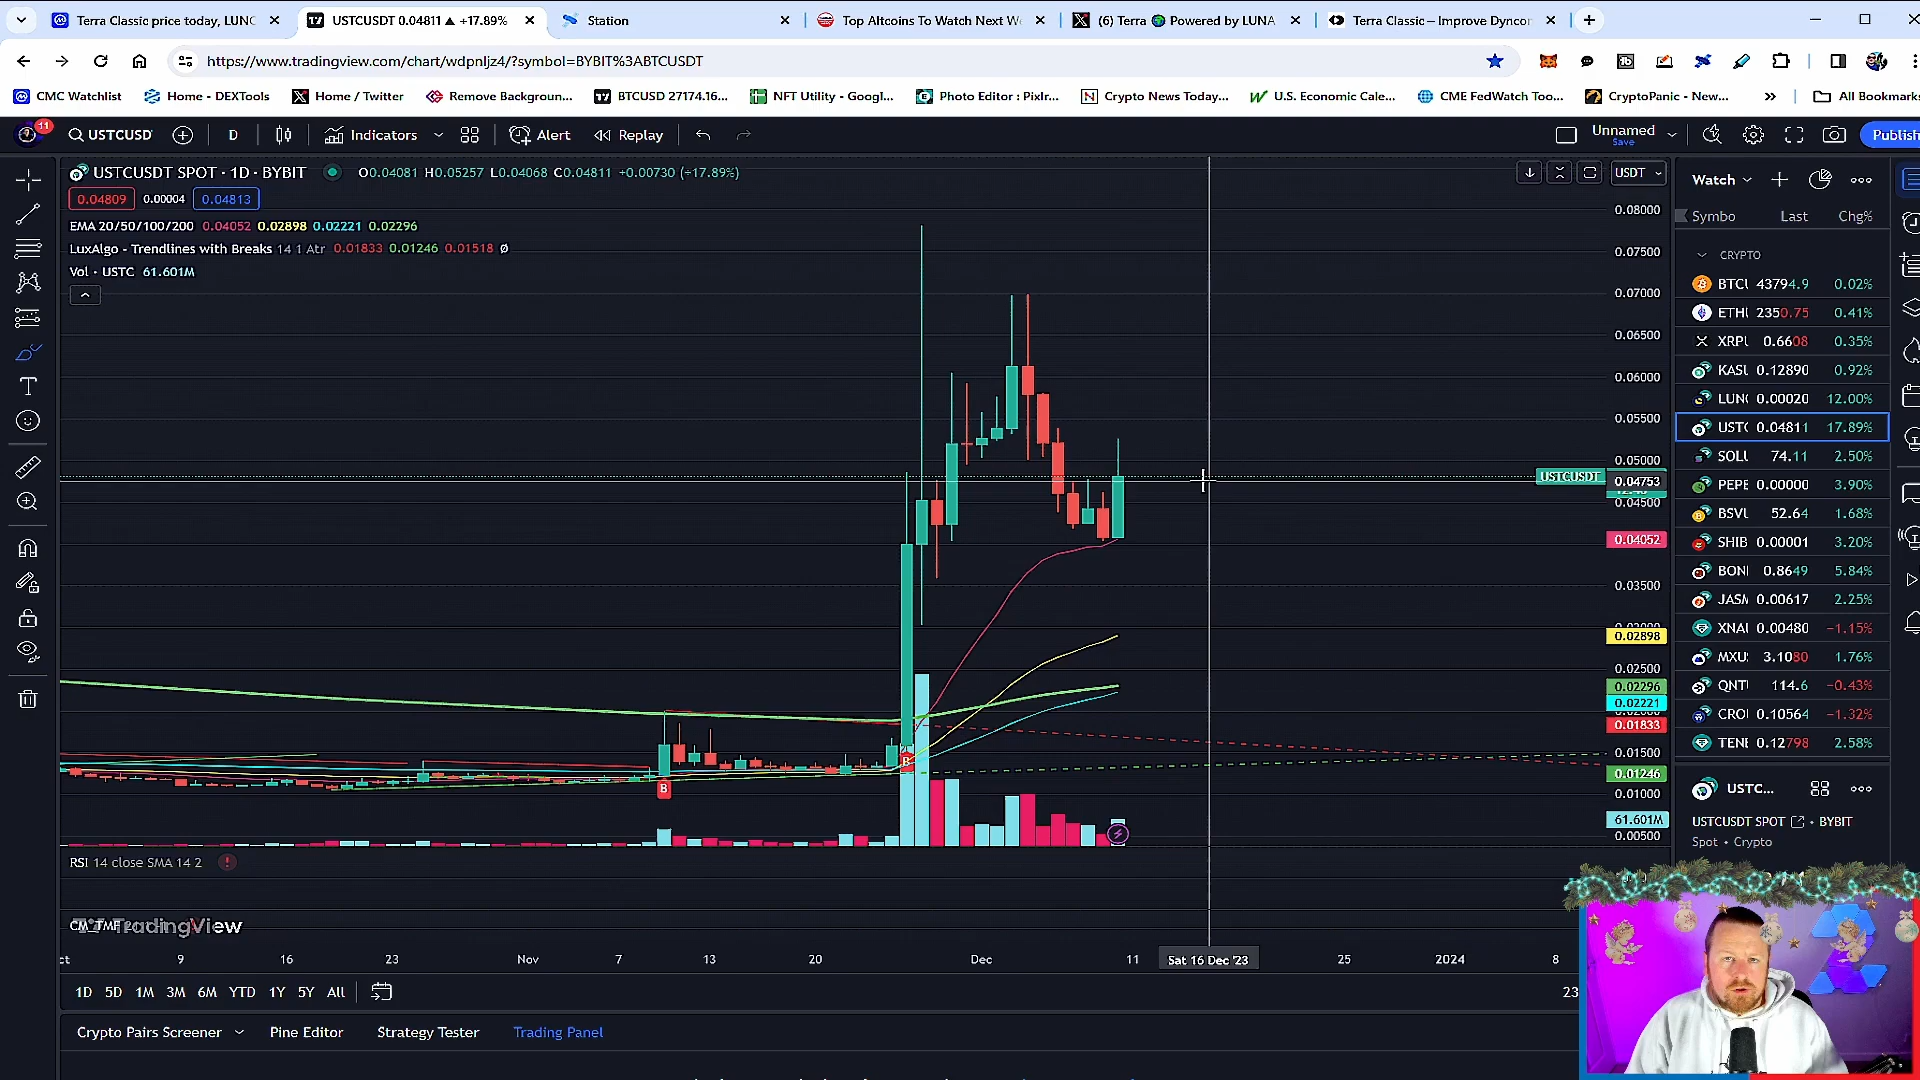 Terra Classic price today, LUNC
USTCUSDT 0.04811 ▲ +17.89%
Station
Top Altcoins To Watch Next W
(6) Terra 🌍 Powered by LUNA
Terra Classic – Improve Dyncor
https://www.tradingview.com/chart/wdpnljz4/?symbol=BYBIT%3ABTCUSDT
CMC Watchlist
Home - DEXTools
Home / Twitter
Remove Backgroun...
BTCUSD 27174.16...
NFT Utility - Googl...
Photo Editor : Pixlr...
Crypto News Today...
U.S. Economic Cale...
CME FedWatch Too...
CryptoPanic - New...
All Bookmarks
11
USTCUSD
D
Indicators
Alert
Replay
Unnamed
Save
Publish
USTCUSDT SPOT · 1D · BYBIT
O0.04081 H0.05257 L0.04068 C0.04811 +0.00730 (+17.89%)
0.04809 0.00004 0.04813
EMA 20/50/100/200 0.04052 0.02898 0.02221 0.02296
LuxAlgo - Trendlines with Breaks 14 1 Atr 0.01833 0.01246 0.01518 ø
Vol · USTC 61.601M
USDT
0.08000
0.07500
0.07000
0.06500
0.06000
0.05500
0.05000
USTCUSDT
0.04753
0.04500
0.04052
0.03500
0.02898
0.02500
0.02296
0.02221
0.01833
0.01500
0.01246
0.01000
61.601M
0.00500
B
B
RSI 14 close SMA 14 2
TradingView
9
16
23
Nov
7
13
20
Dec
11
Sat 16 Dec '23
25
2024
8
1D 5D 1M 3M 6M YTD 1Y 5Y All
23
Crypto Pairs Screener
Pine Editor
Strategy Tester
Trading Panel
Watch
Symbo Last Chg%
CRYPTO
BTCU 43794.9 0.02%
ETHU 2350.75 0.41%
XRPU 0.6608 0.35%
KASU 0.12890 0.92%
LUNC 0.00020 12.00%
USTC 0.04811 17.89%
SOLU 74.11 2.50%
PEPE 0.00000 3.90%
BSVU 52.64 1.68%
SHIB 0.00001 3.20%
BONI 0.8649 5.84%
JASM 0.00617 2.25%
XNAI 0.00480 −1.15%
MXU 3.1080 1.76%
QNTU 114.6 −0.43%
CROI 0.10564 −1.32%
TENE 0.12798 2.58%
USTC...
USTCUSDT SPOT • BYBIT
Spot • Crypto